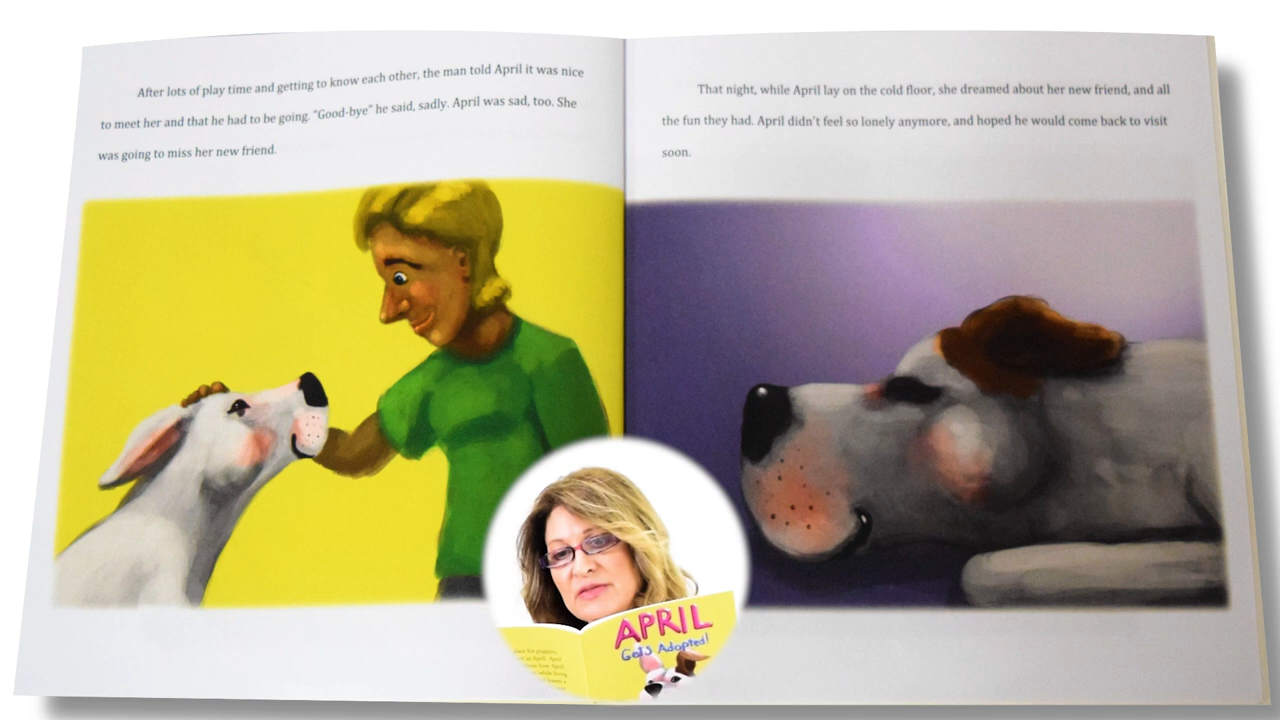 After lots of play time and getting to know each other, the man told April it was nice
to meet her and that he had to be going. “Good-bye” he said, sadly. April was sad, too. She
was going to miss her new friend.
That night, while April lay on the cold floor, she dreamed about her new friend, and all
the fun they had. April didn’t feel so lonely anymore, and hoped he would come back to visit
soon.
APRIL
Gets Adopted!